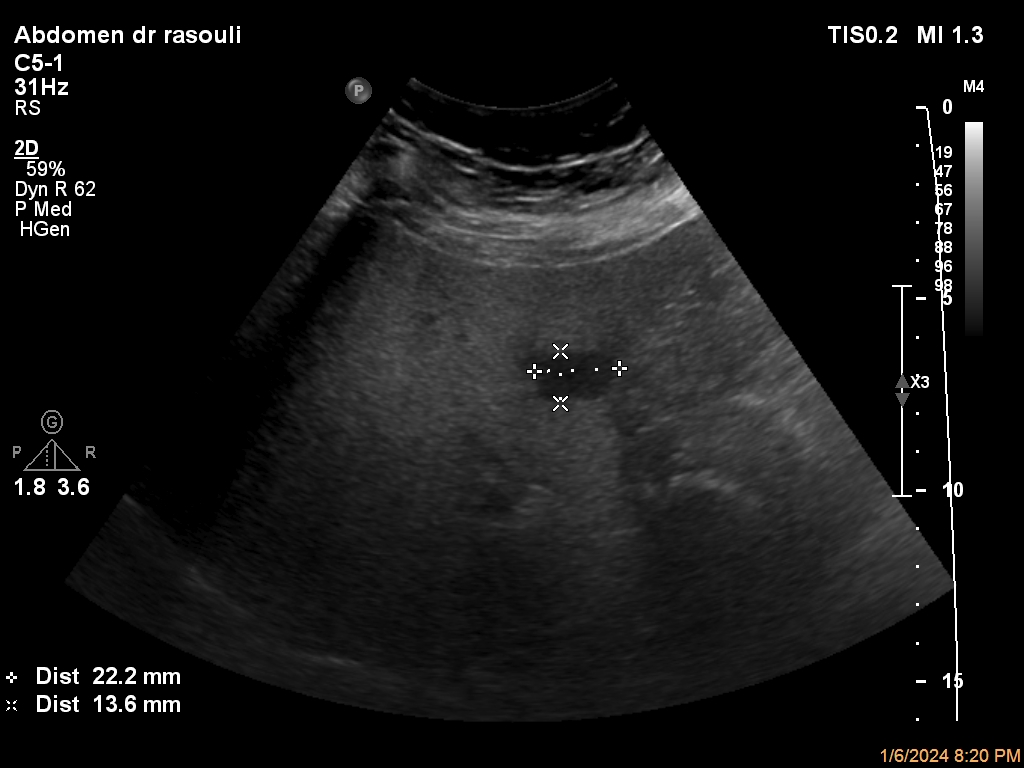 Abdomen dr rasouli
TIS0.2 MI 1.3
C5-1
31Hz
RS
2D
59%
Dyn R 62
P Med
HGen
P
M4
0
19
47
56
67
78
88
96
98
5
X3
G
P R
1.8 3.6
10
15
Dist 22.2 mm
Dist 13.6 mm
1/6/2024 8:20 PM